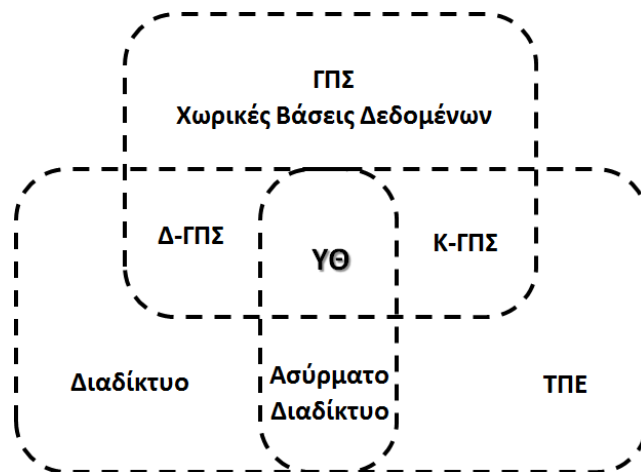 ΓΠΣ
Χωρικές Βάσεις Δεδομένων
Δ-ΓΠΣ
ΥΘ
Κ-ΓΠΣ
Διαδίκτυο
Ασύρματο
Διαδίκτυο
ΤΠΕ